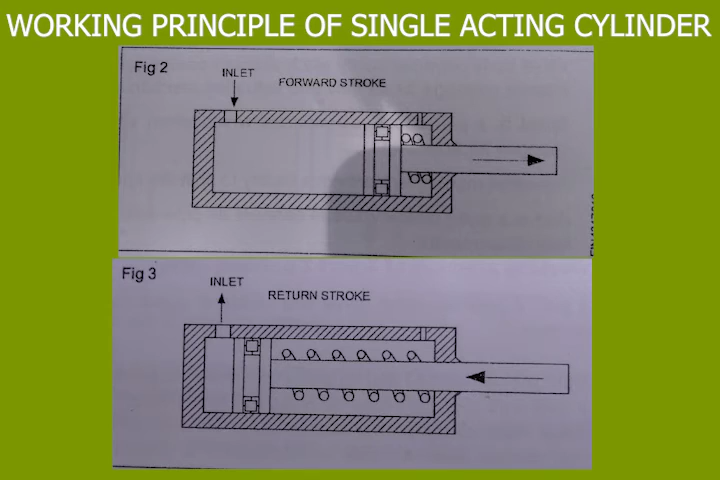 WORKING PRINCIPLE OF SINGLE ACTING CYLINDER
Fig 2
INLET
FORWARD STROKE
Fig 3
INLET
RETURN STROKE